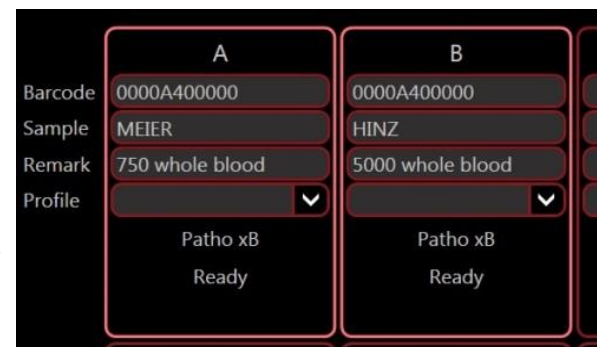 A B
Barcode 0000A400000 0000A400000
Sample MEIER HINZ
Remark 750 whole blood 5000 whole blood
Profile
Patho xB Patho xB
Ready Ready